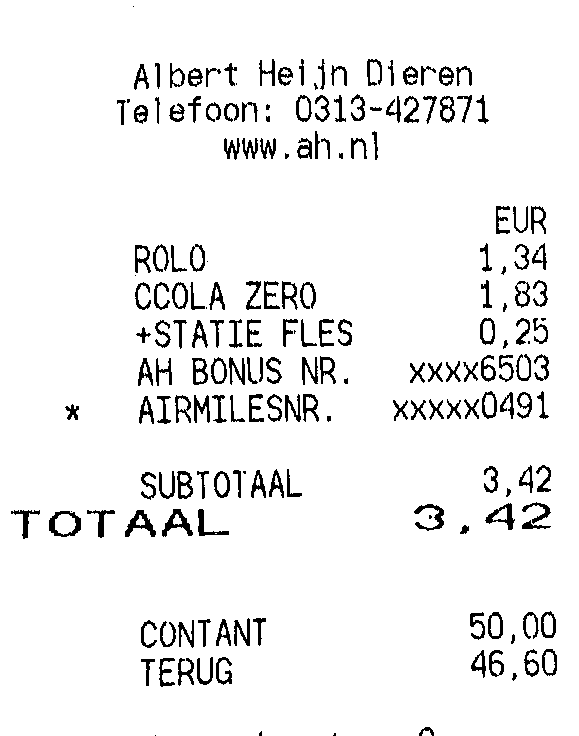 Albert Heijn Dieren
Telefoon: 0313-427871
www.ah.nl
EUR
ROLO 1,34
CCOLA ZERO 1,83
+STATIE FLES 0,25
AH BONUS NR. xxxx6503
* AIRMILESNR. xxxxx0491
SUBTOTAAL 3,42
TOTAAL 3,42
CONTANT 50,00
TERUG 46,60